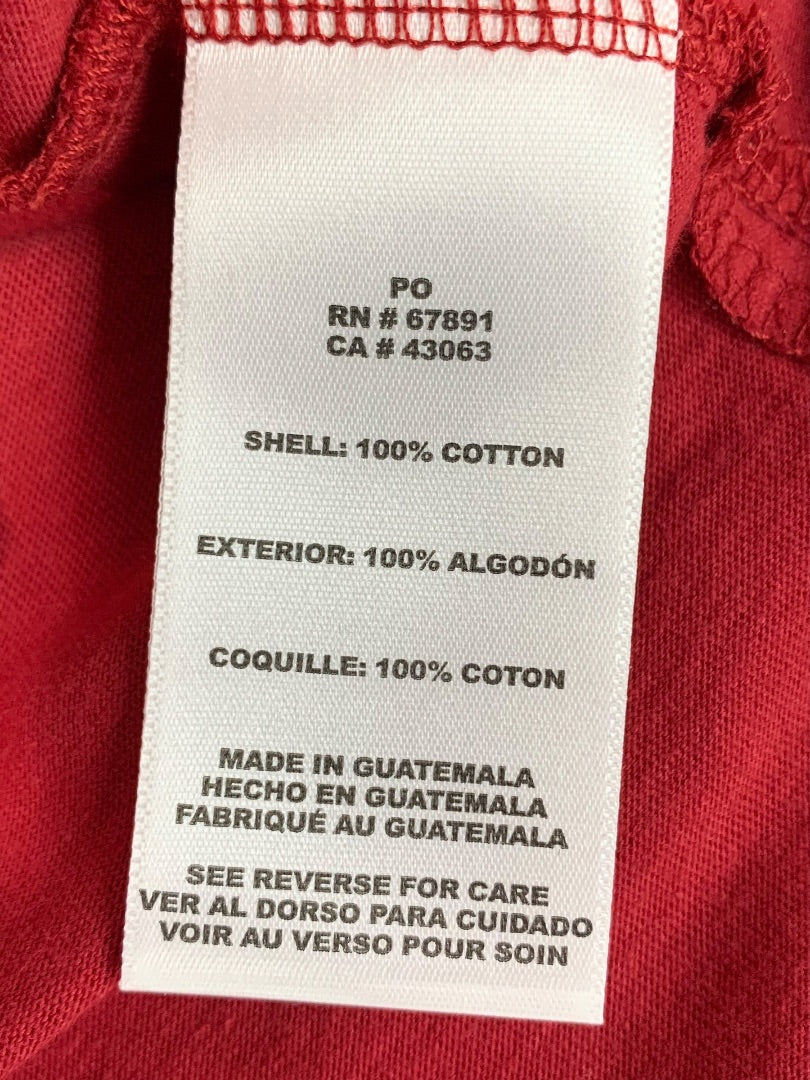 PO
RN # 67891
CA # 43063
SHELL: 100% COTTON
EXTERIOR: 100% ALGODÓN
COQUILLE: 100% COTON
MADE IN GUATEMALA
HECHO EN GUATEMALA
FABRIQUÉ AU GUATEMALA
SEE REVERSE FOR CARE
VER AL DORSO PARA CUIDADO
VOIR AU VERSO POUR SOIN